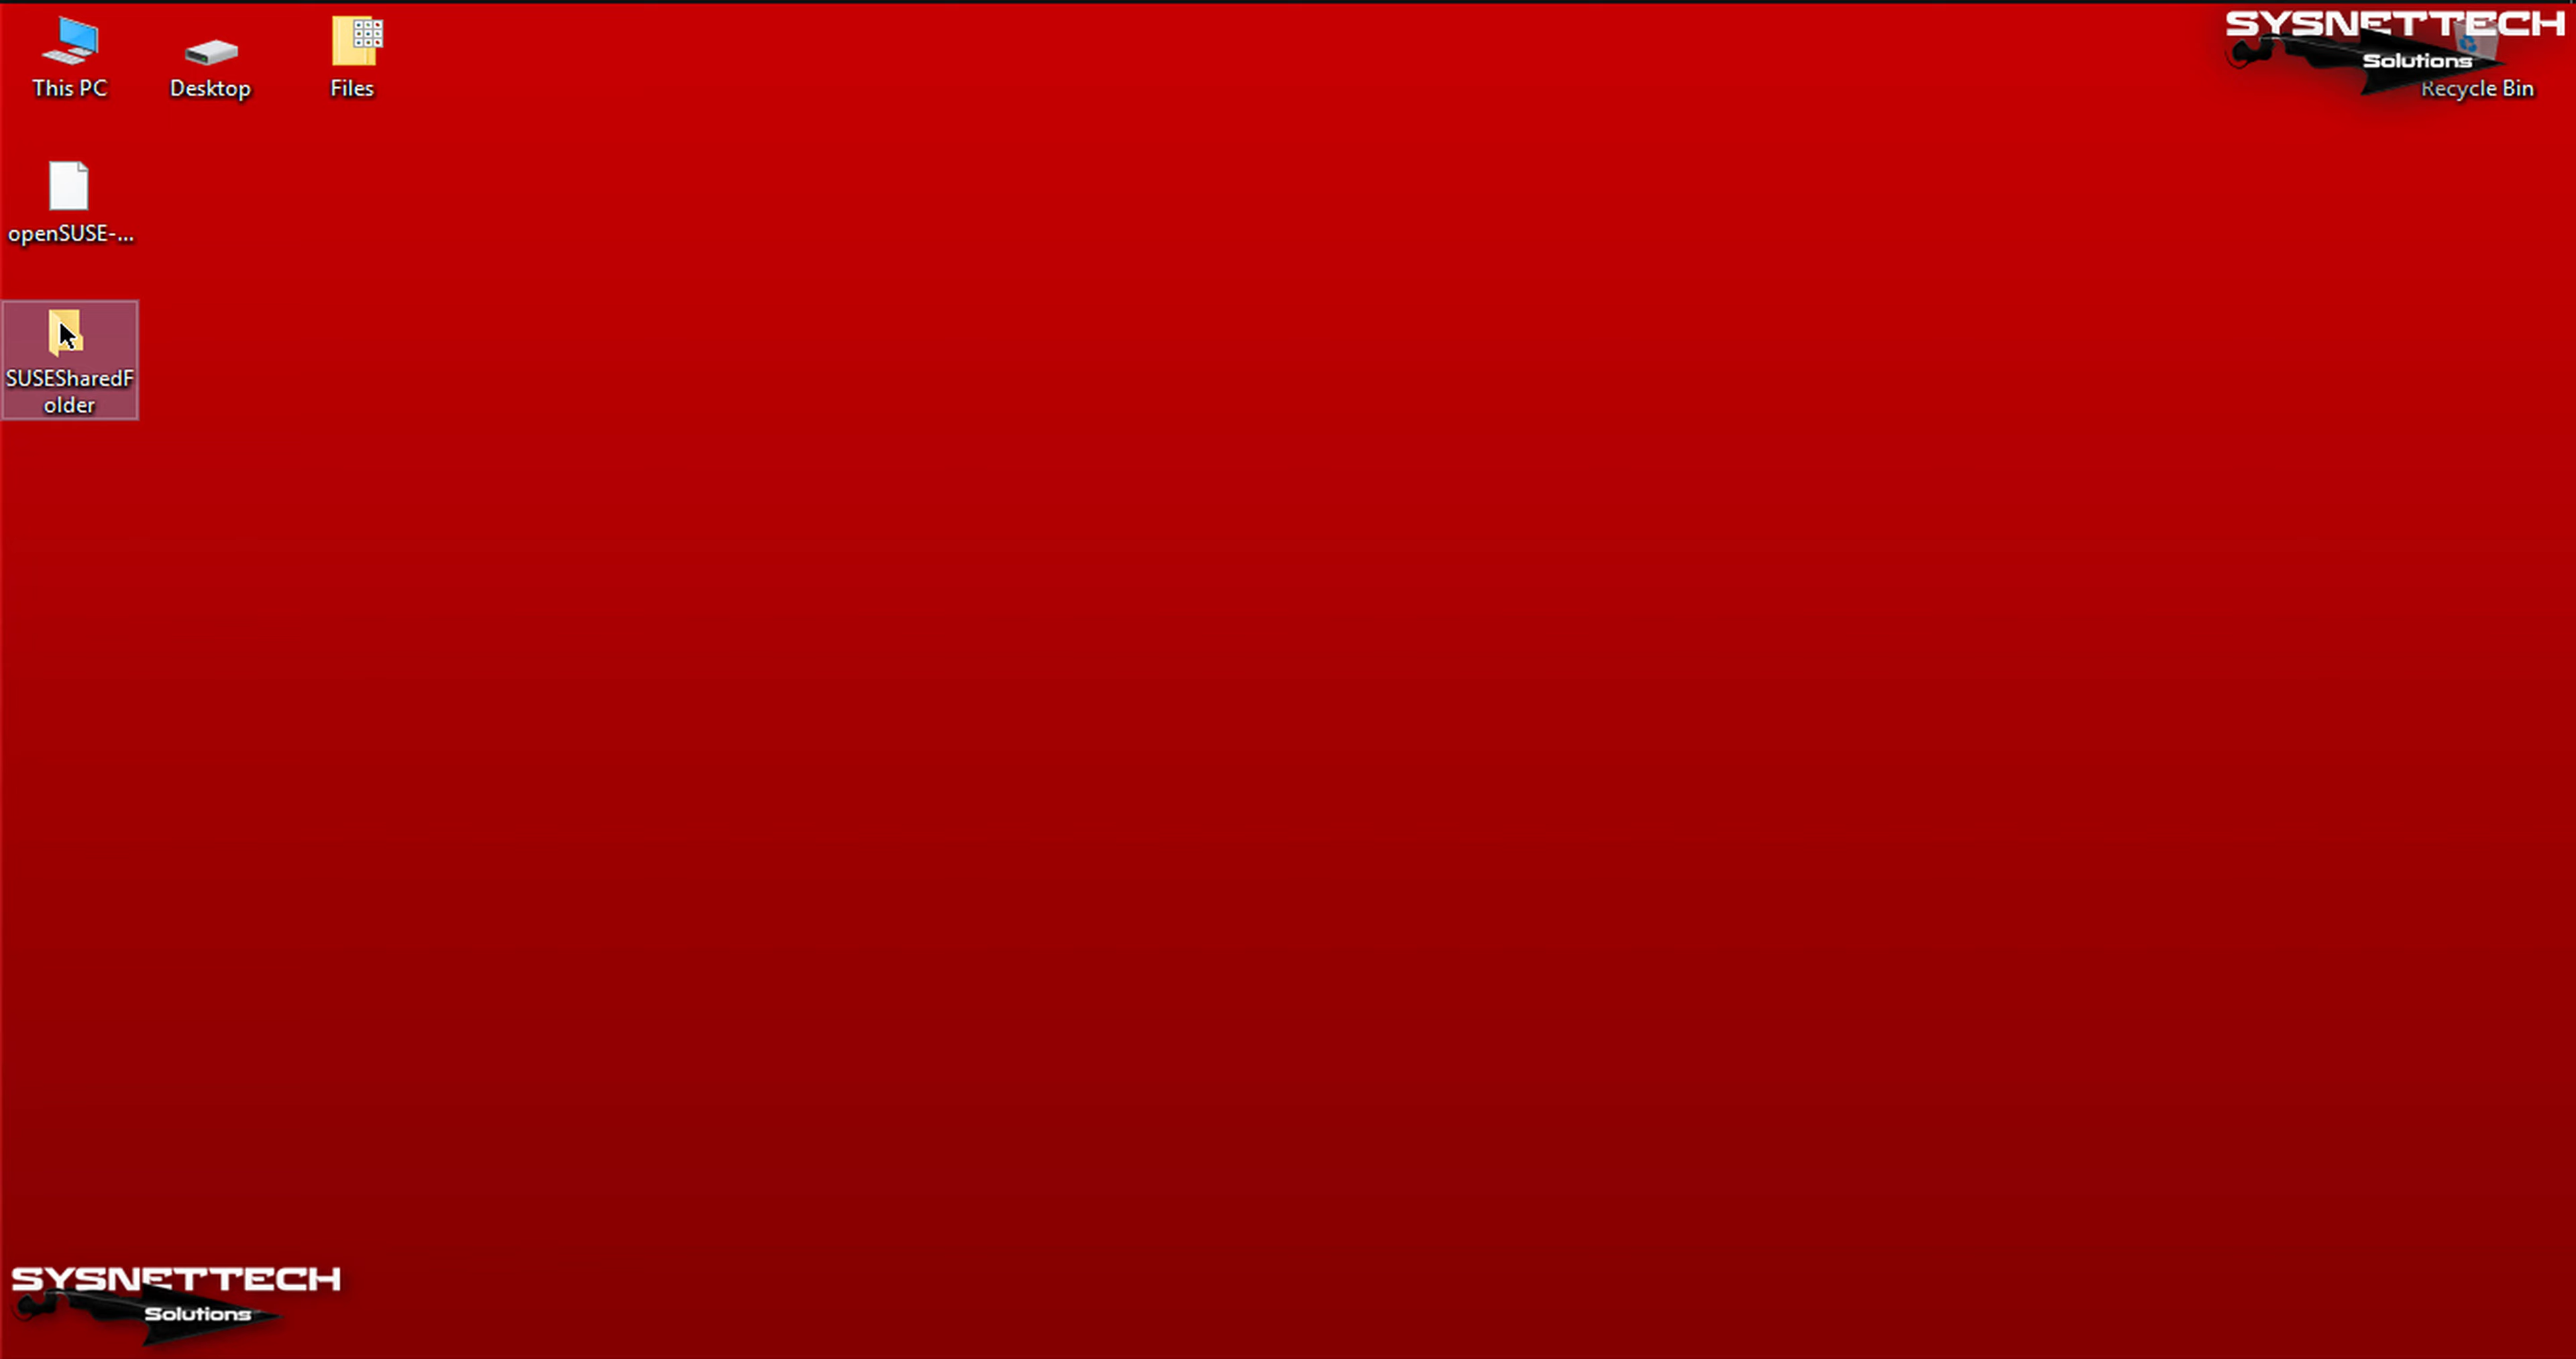 This PC
Desktop
Files
SYSNETTECH
Solutions
Recycle Bin
openSUSE-...
SUSESharedF
older
SYSNETTECH
Solutions